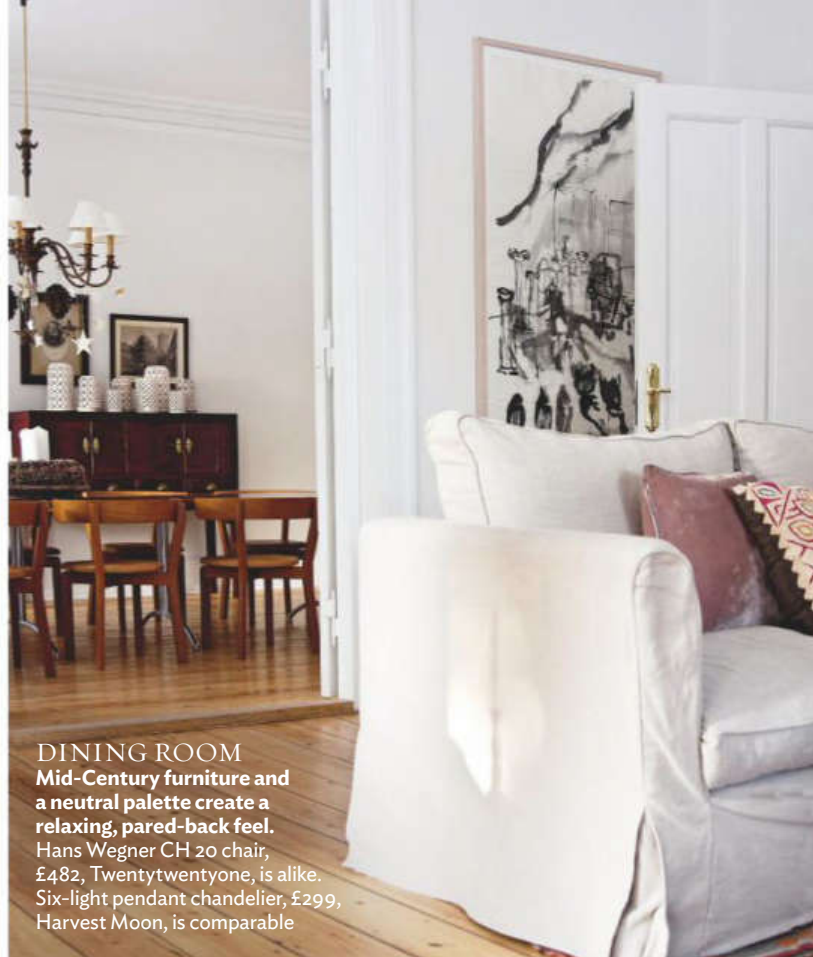 DINING ROOM
Mid-Century furniture and
a neutral palette create a
relaxing, pared-back feel.
Hans Wegner CH 20 chair,
£482, Twentytwentyone, is alike.
Six-light pendant chandelier, £299,
Harvest Moon, is comparable